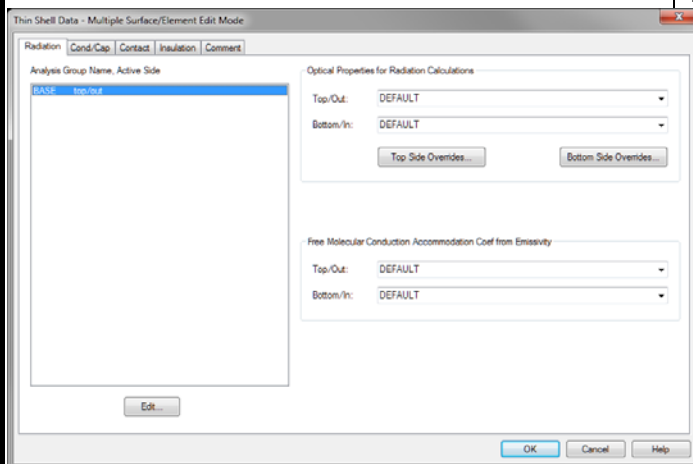 Thin Shell Data - Multiple Surface/Element Edit Mode
Radiation Cond/Cap Contact Insulation Comment
Analysis Group Name, Active Side
BASE top/out
Edit...
Optical Properties for Radiation Calculations
Top/Out: DEFAULT
Bottom/In: DEFAULT
Top Side Overrides... Bottom Side Overrides...
Free Molecular Conduction Accommodation Coef from Emissivity
Top/Out: DEFAULT
Bottom/In: DEFAULT
OK Cancel Help